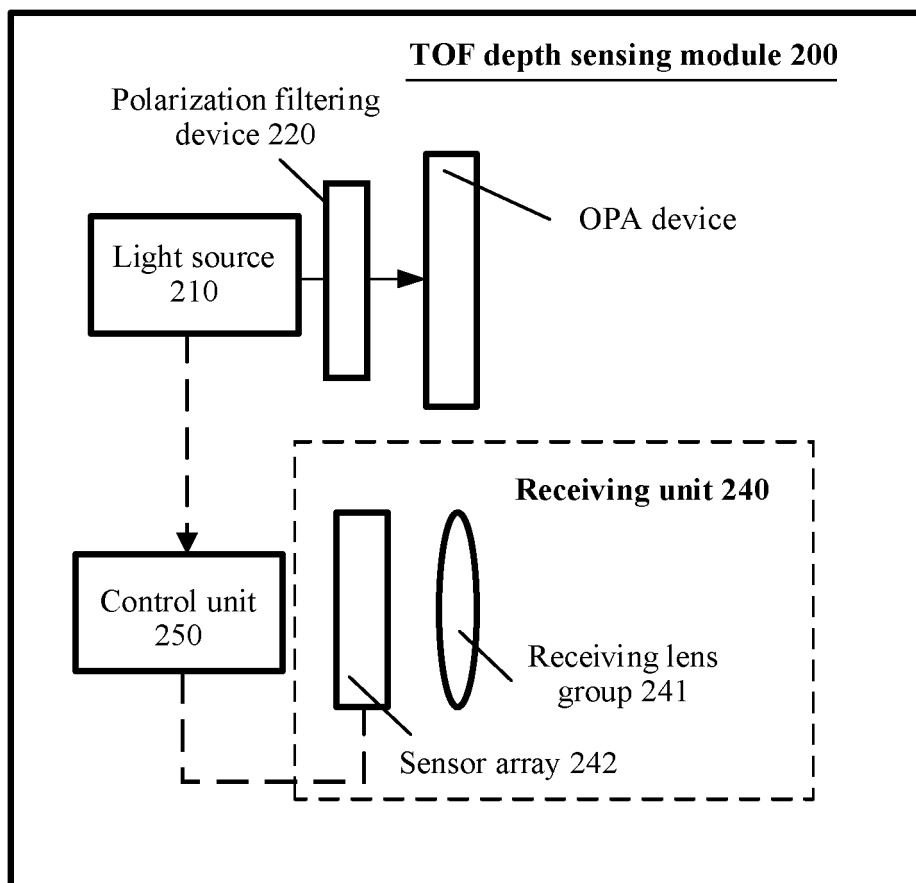 TOF depth sensing module 200
Polarization filtering
device 220
OPA device
Light source
210
Receiving unit 240
Control unit
250
Receiving lens
group 241
Sensor array 242